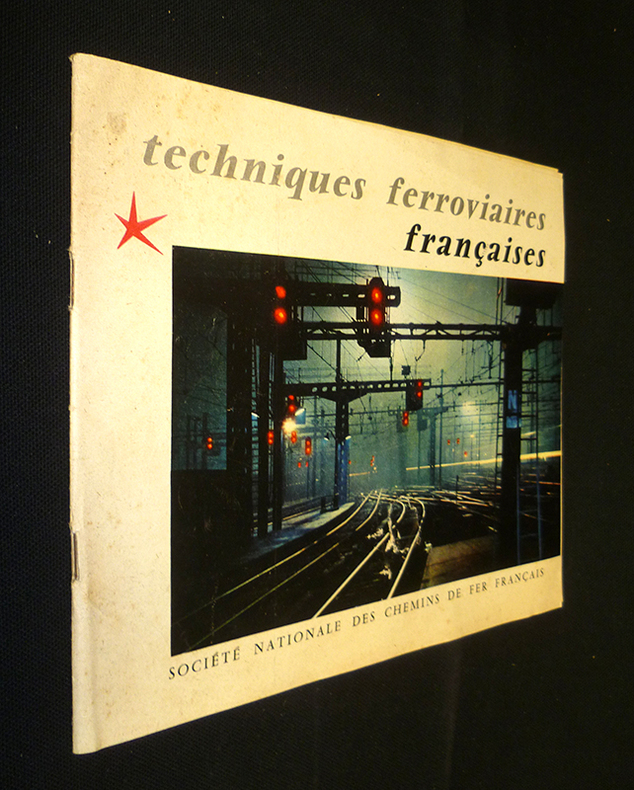 techniques ferroviaires
françaises
N
SOCIÉTÉ NATIONALE DES CHEMINS DE FER FRANÇAIS